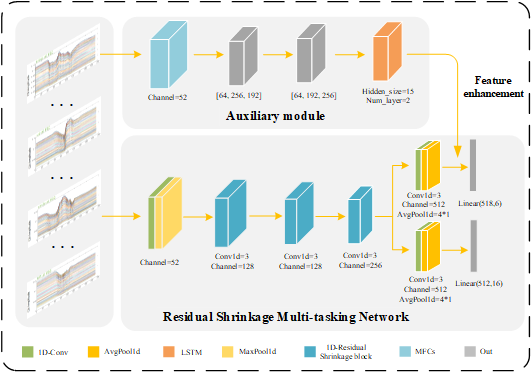 Channel=52
[64, 256, 192]
[64, 192, 256]
Hidden_size=15
Num_layer=2
Auxiliary module
Feature
enhancement
Channel=52
Conv1d=3
Channel=128
Conv1d=3
Channel=128
Conv1d=3
Channel=256
Conv1d=3
Channel=512
AvgPool1d=4*1
Linear(518,6)
Conv1d=3
Channel=512
AvgPool1d=4*1
Linear(512,16)
Residual Shrinkage Multi-tasking Network
1D-Conv
AvgPool1d
LSTM
MaxPool1d
1D-Residual
Shrinkage block
MFCs
Out